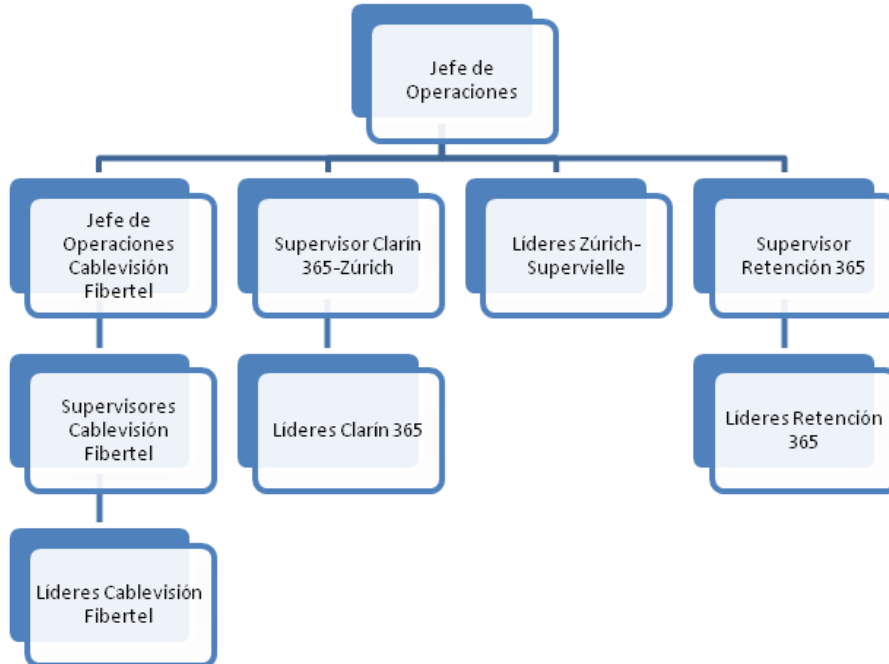 Jefe de
Operaciones
Jefe de
Operaciones
Cablevisión
Fibertel
Supervisor Clarín
365-Zúrich
Líderes Zúrich-
Supervielle
Supervisor
Retención 365
Supervisores
Cablevisión
Fibertel
Líderes Clarín 365
Líderes Retención
365
Líderes Cablevisión
Fibertel